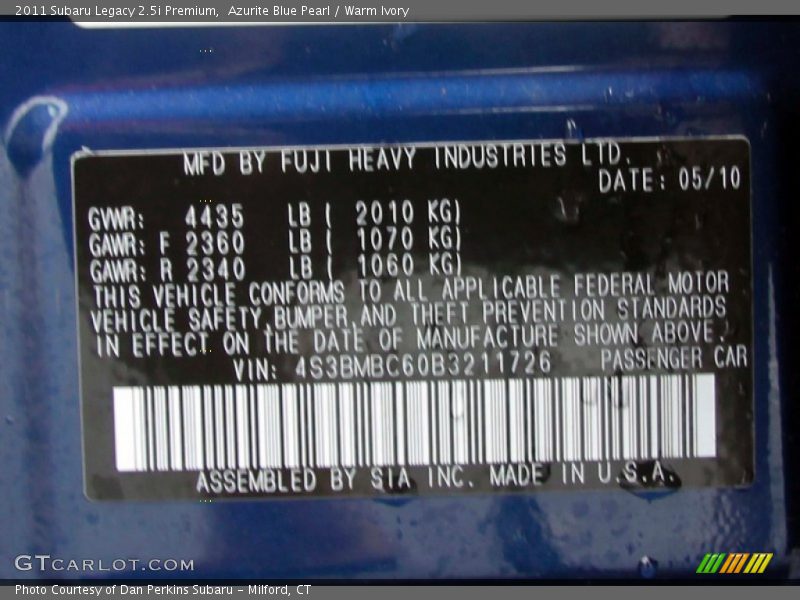 2011 Subaru Legacy 2.5i Premium,  Azurite Blue Pearl / Warm Ivory
MFD BY FUJI HEAVY INDUSTRIES LTD.
DATE: 05/10
GVWR: 4435 LB ( 2010 KG)
GAWR: F 2360 LB ( 1070 KG)
GAWR: R 2340 LB ( 1060 KG)
THIS VEHICLE CONFORMS TO ALL APPLICABLE FEDERAL MOTOR
VEHICLE SAFETY,BUMPER,AND THEFT PREVENTION STANDARDS
IN EFFECT ON THE DATE OF MANUFACTURE SHOWN ABOVE.
VIN: 4S3BMBC60B3211726 PASSENGER CAR
ASSEMBLED BY SIA INC. MADE IN U.S.A.
GTCARLOT.COM
Photo Courtesy of Dan Perkins Subaru - Milford, CT